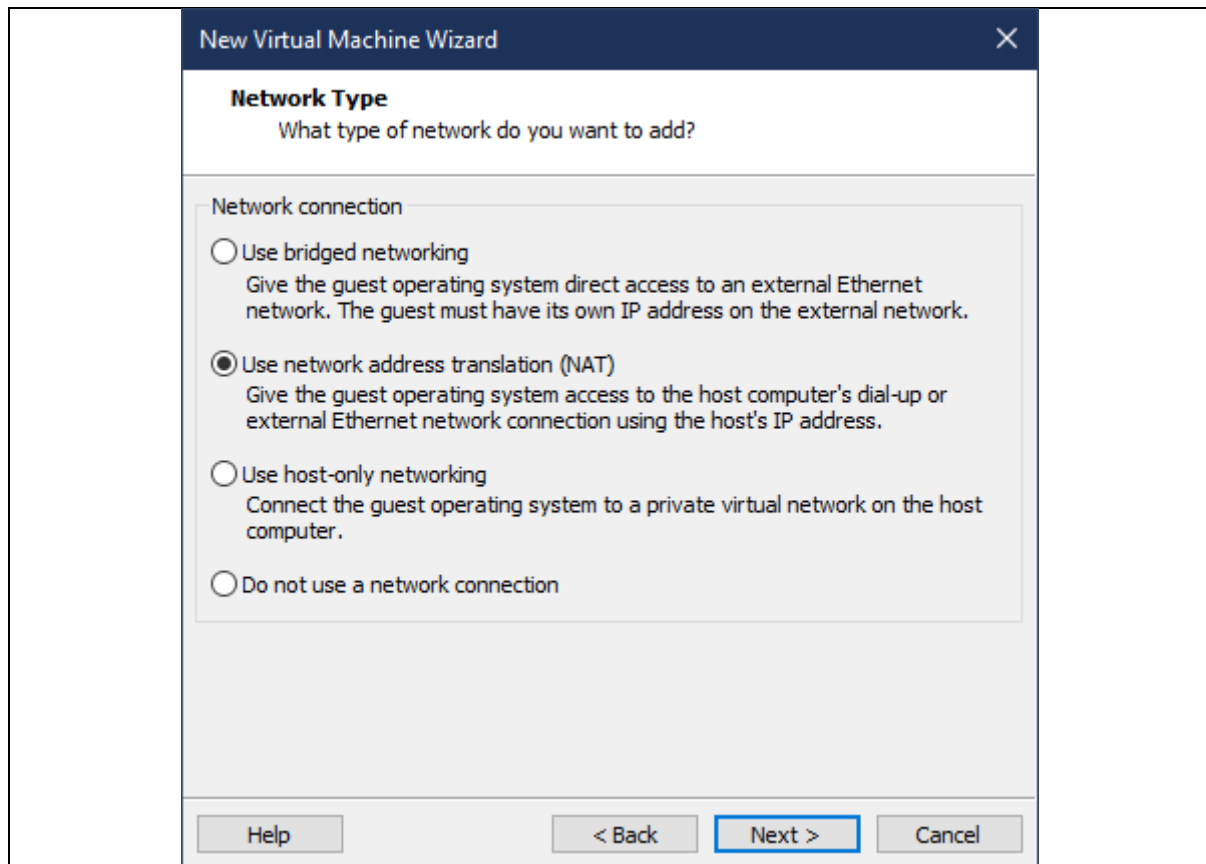 New Virtual Machine Wizard
Network Type
What type of network do you want to add?
Network connection
Use bridged networking
Give the guest operating system direct access to an external Ethernet
network. The guest must have its own IP address on the external network.
Use network address translation (NAT)
Give the guest operating system access to the host computer's dial-up or
external Ethernet network connection using the host's IP address.
Use host-only networking
Connect the guest operating system to a private virtual network on the host
computer.
Do not use a network connection
Help
< Back
Next >
Cancel